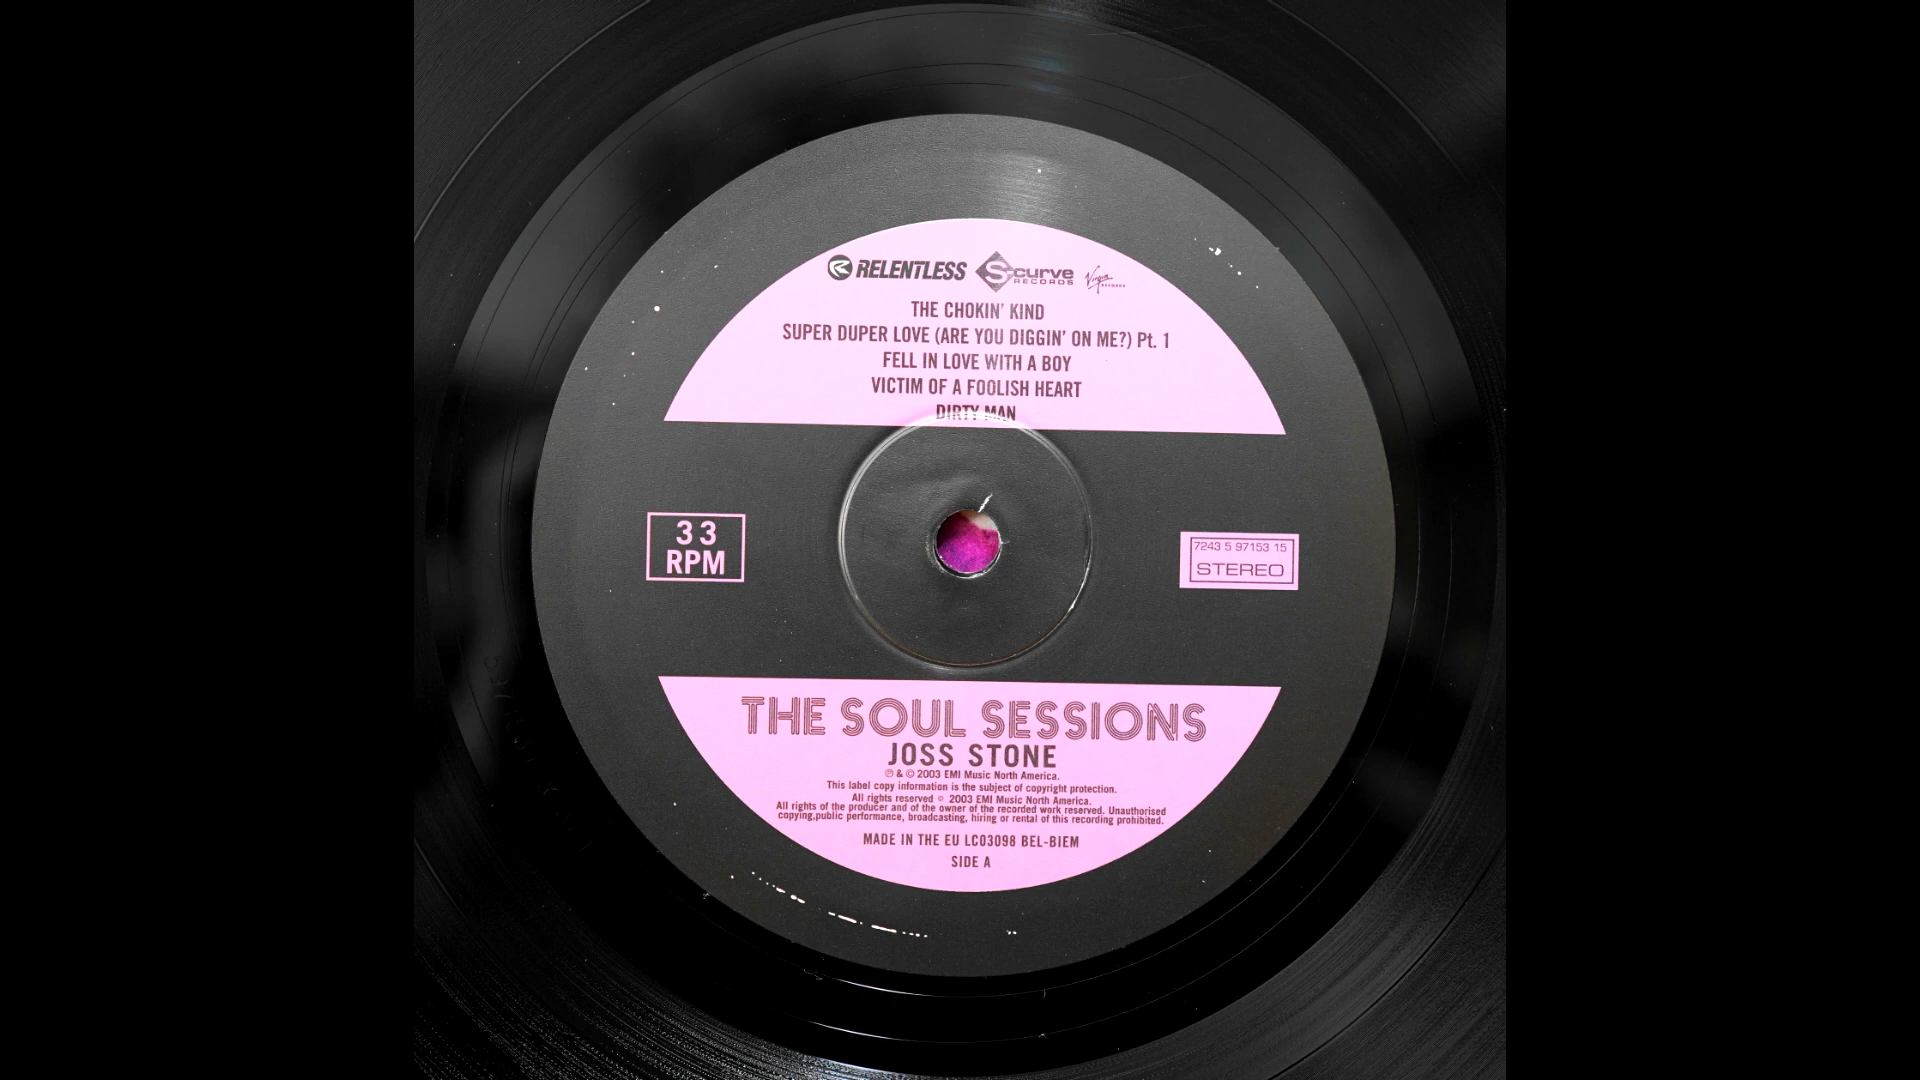 RELENTLESS S-curve RECORDS Virgin RECORDS
THE CHOKIN' KIND
SUPER DUPER LOVE (ARE YOU DIGGIN' ON ME?) Pt. 1
FELL IN LOVE WITH A BOY
VICTIM OF A FOOLISH HEART
DIRTY MAN
33
RPM
7243 5 97153 15
STEREO
THE SOUL SESSIONS
JOSS STONE
℗ & © 2003 EMI Music North America.
This label copy information is the subject of copyright protection.
All rights reserved © 2003 EMI Music North America.
All rights of the producer and of the owner of the recorded work reserved. Unauthorised
copying,public performance, broadcasting, hiring or rental of this recording prohibited.
MADE IN THE EU LC03098 BEL-BIEM
SIDE A